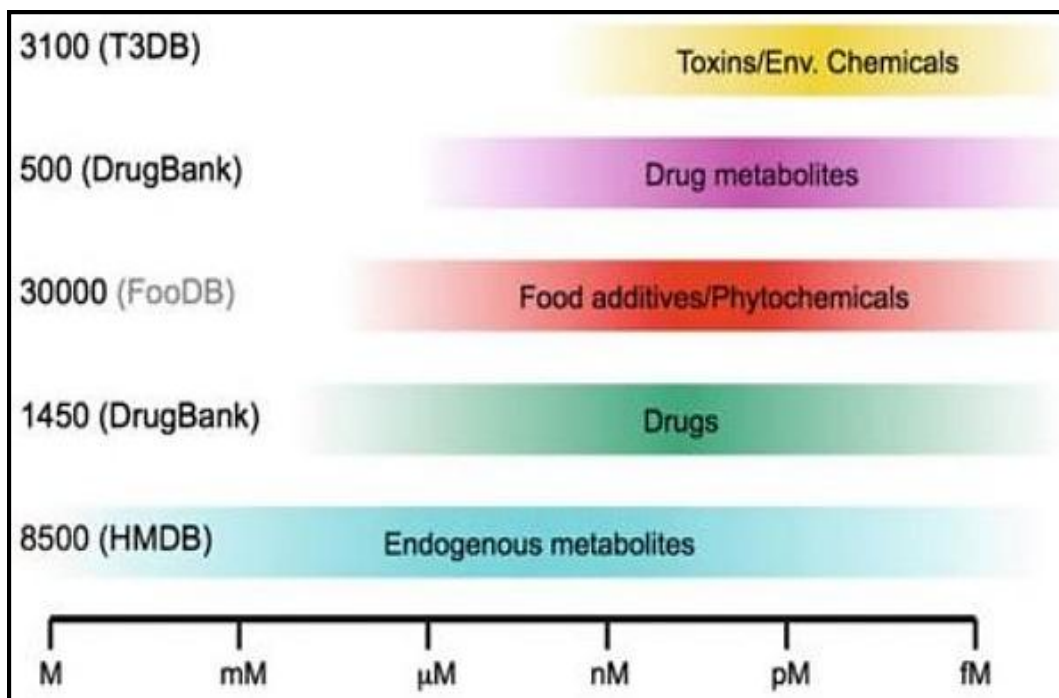 3100 (T3DB)
Toxins/Env. Chemicals
500 (DrugBank)
Drug metabolites
30000 (FooDB)
Food additives/Phytochemicals
1450 (DrugBank)
Drugs
8500 (HMDB)
Endogenous metabolites
M mM μM nM pM fM